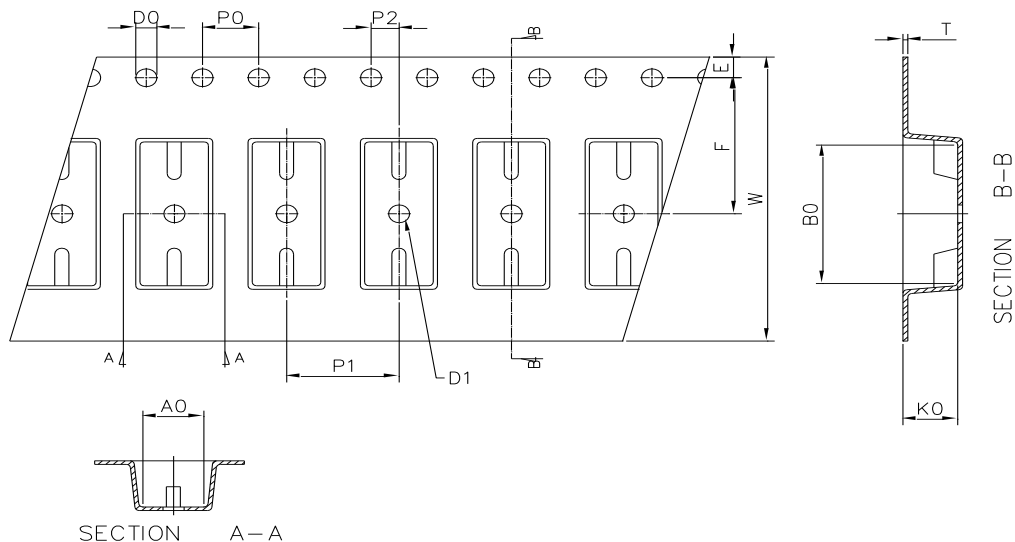 D0
P0
P2
B
T
E
F
W
B0
SECTION B-B
A
A
P1
D1
B
K0
A0
SECTION A-A